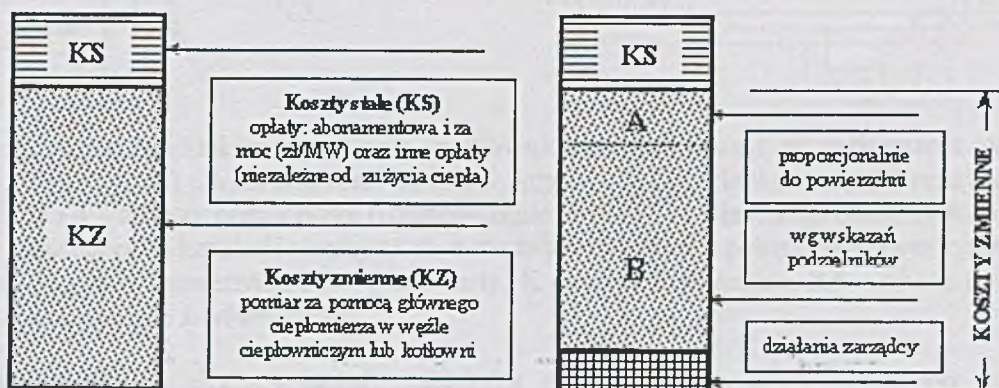 KS
Koszty stałe (KS)
opłaty: abonamentowa i za
moc (zł/MW) oraz inne opłaty
(niezależne od zużycia ciepła)
KZ
Koszty zmienne (KZ)
pomiar za pomocą głównego
ciepłomierza w węźle
ciepłowniczym lub kotłowni
KS
A
proporcjonalnie
do powierzchni
B
wg wskazań
podzielników
działania zarządcy
KOSZTY ZMIENNE